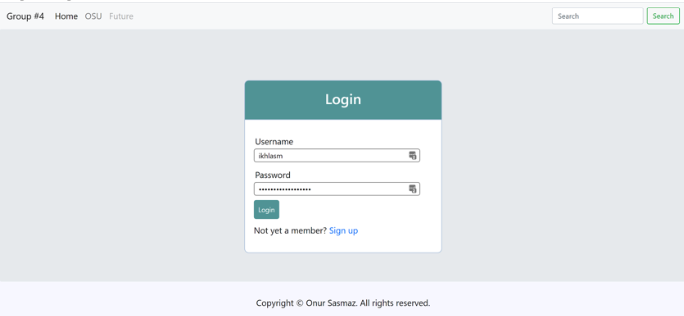 Group #4 Home OSU Future Search Search
Login
Username
ikhlasm
Password
••••••••••••••••••
Login
Not yet a member? Sign up
Copyright © Onur Sasmaz. All rights reserved.